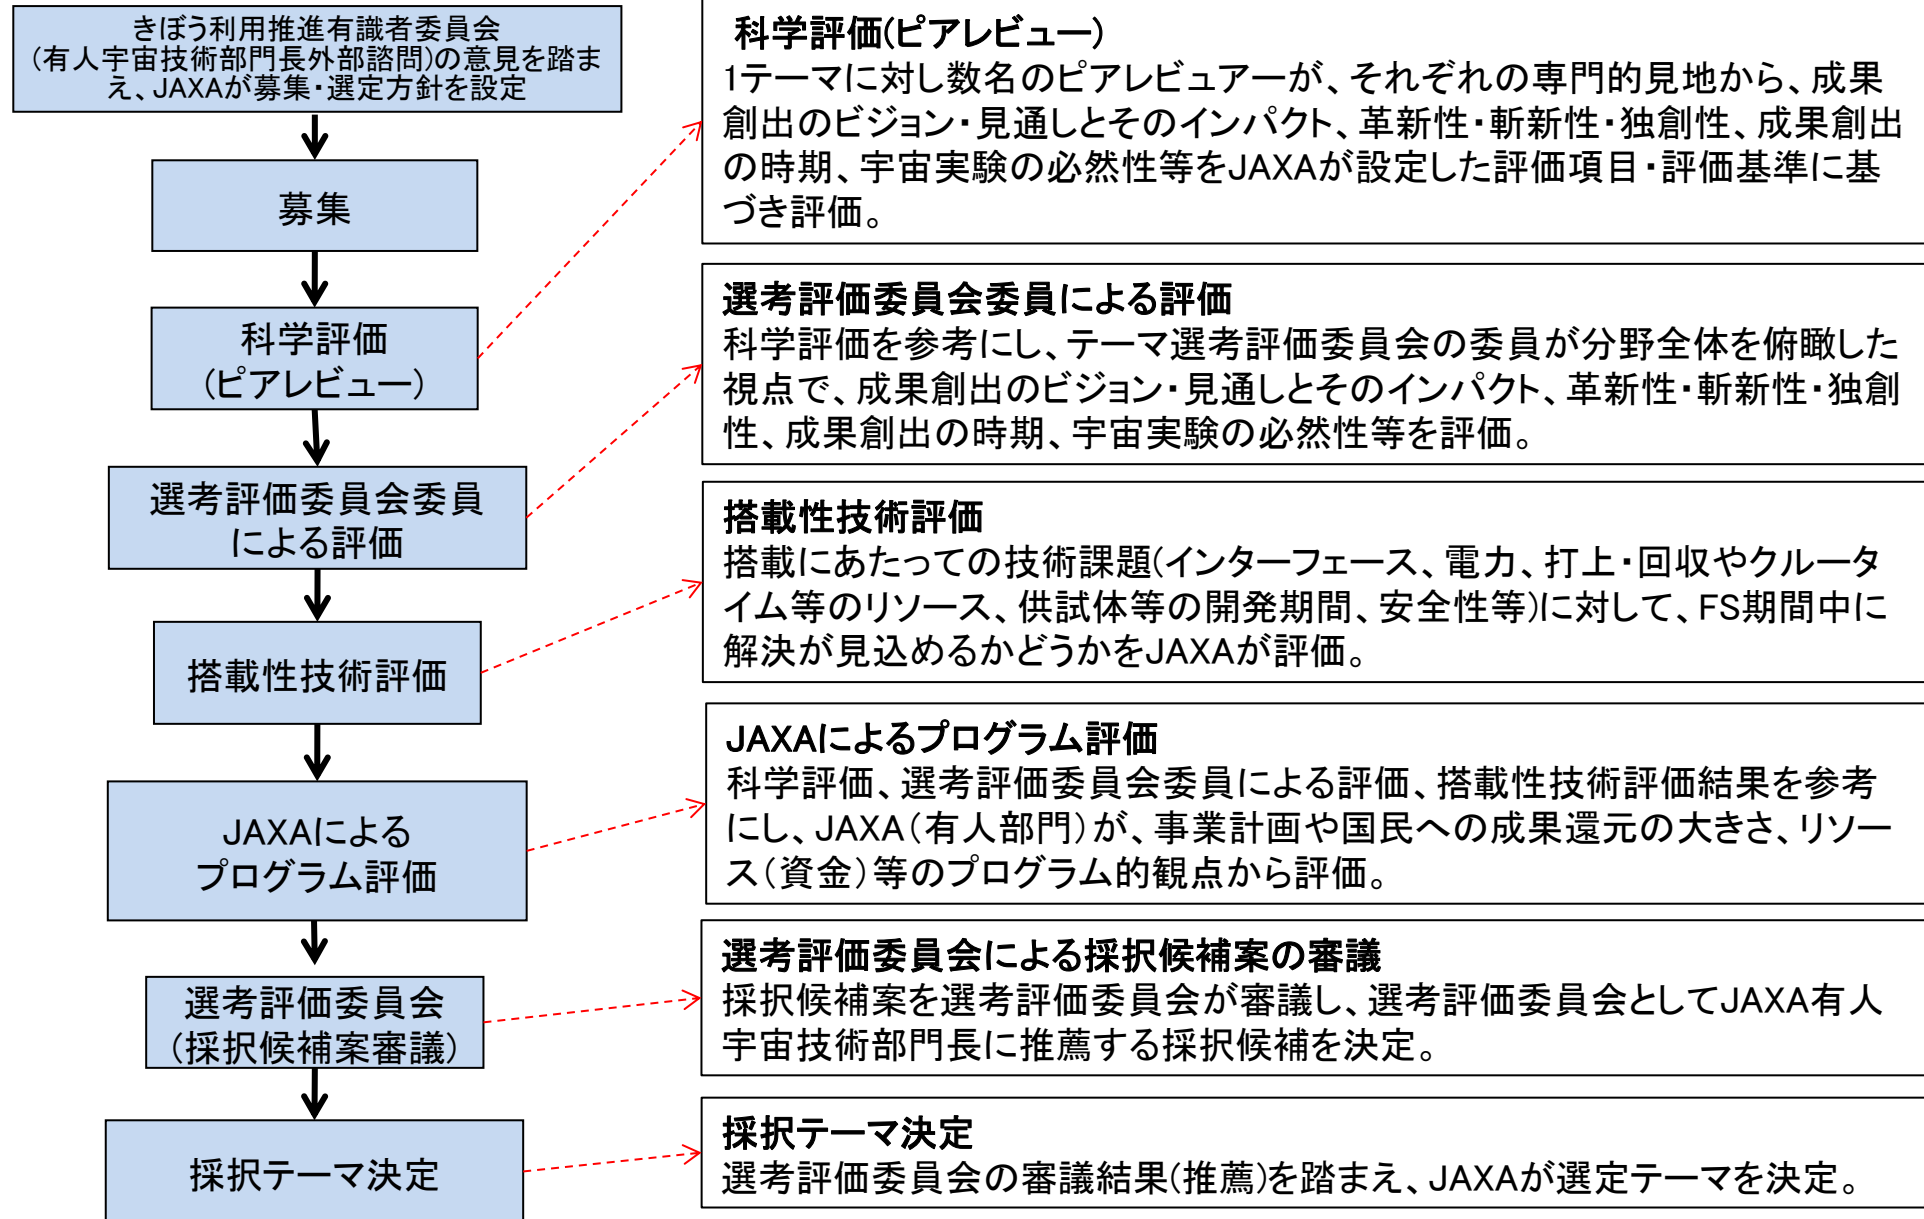 きぼう利用推進有識者委員会
(有人宇宙技術部門長外部諮問)の意見を踏ま
え、JAXAが募集・選定方針を設定
募集
科学評価
(ピアレビュー)
選考評価委員会委員
による評価
搭載性技術評価
JAXAによる
プログラム評価
選考評価委員会
(採択候補案審議)
採択テーマ決定
科学評価(ピアレビュー)
1テーマに対し数名のピアレビュアーが、それぞれの専門的見地から、成果
創出のビジョン・見通しとそのインパクト、革新性・斬新性・独創性、成果創出
の時期、宇宙実験の必然性等をJAXAが設定した評価項目・評価基準に基
づき評価。
選考評価委員会委員による評価
科学評価を参考にし、テーマ選考評価委員会の委員が分野全体を俯瞰した
視点で、成果創出のビジョン・見通しとそのインパクト、革新性・斬新性・独創
性、成果創出の時期、宇宙実験の必然性等を評価。
搭載性技術評価
搭載にあたっての技術課題(インターフェース、電力、打上・回収やクルータ
イム等のリソース、供試体等の開発期間、安全性等)に対して、FS期間中に
解決が見込めるかどうかをJAXAが評価。
JAXAによるプログラム評価
科学評価、選考評価委員会委員による評価、搭載性技術評価結果を参考
にし、JAXA（有人部門）が、事業計画や国民への成果還元の大きさ、リソー
ス（資金）等のプログラム的観点から評価。
選考評価委員会による採択候補案の審議
採択候補案を選考評価委員会が審議し、選考評価委員会としてJAXA有人
宇宙技術部門長に推薦する採択候補を決定。
採択テーマ決定
選考評価委員会の審議結果(推薦)を踏まえ、JAXAが選定テーマを決定。